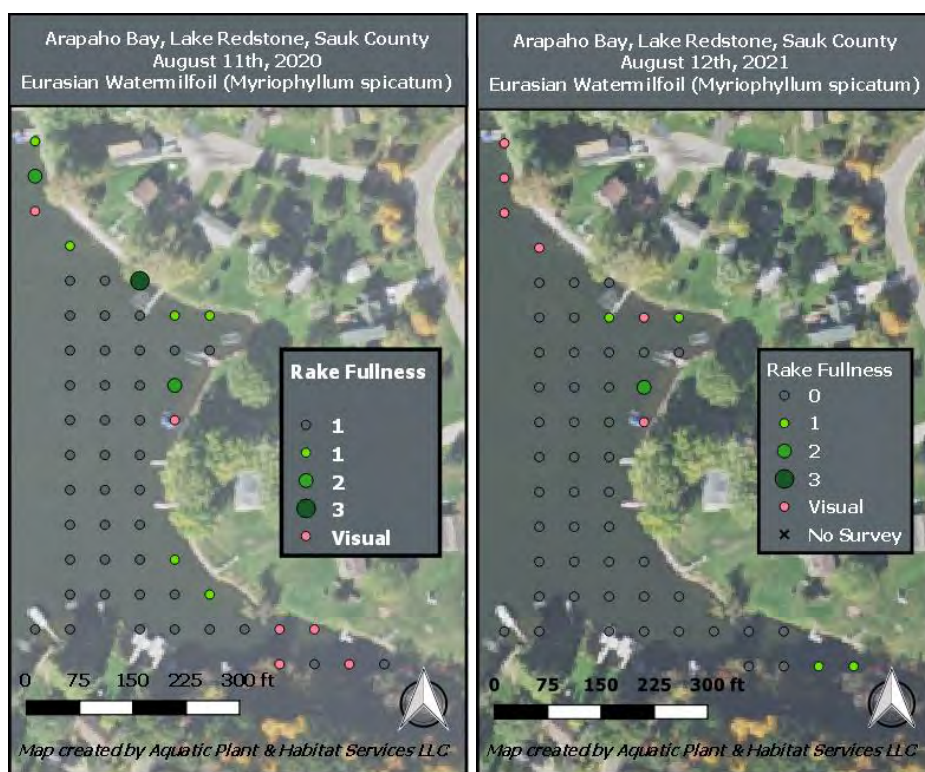 Arapaho Bay, Lake Redstone, Sauk County
August 11th, 2020
Eurasian Watermilfoil (Myriophyllum spicatum)
Rake Fullness
1
1
2
3
Visual
0 75 150 225 300 ft
Map created by Aquatic Plant & Habitat Services LLC
Arapaho Bay, Lake Redstone, Sauk County
August 12th, 2021
Eurasian Watermilfoil (Myriophyllum spicatum)
Rake Fullness
0
1
2
3
Visual
No Survey
0 75 150 225 300 ft
Map created by Aquatic Plant & Habitat Services LLC